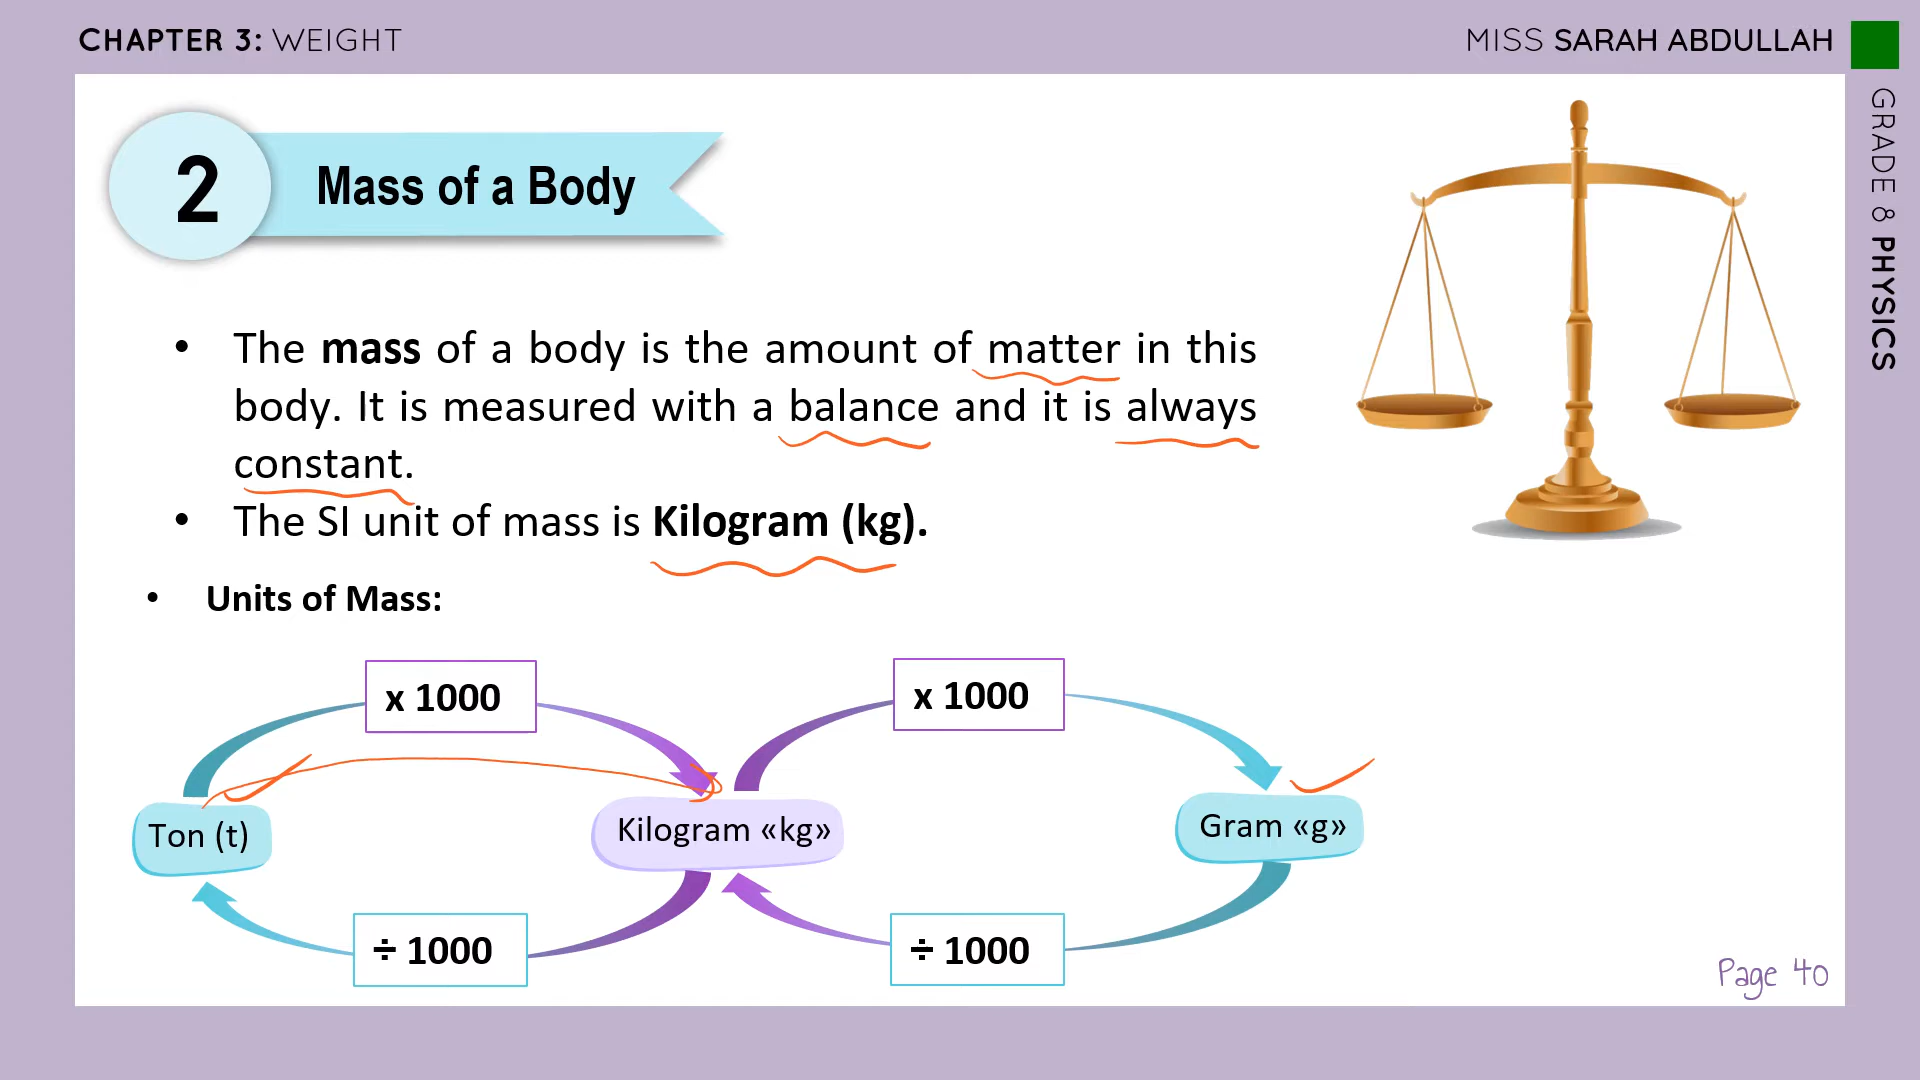 CHAPTER 3: WEIGHT
MISS SARAH ABDULLAH
GRADE 8 PHYSICS
2
Mass of a Body
• The mass of a body is the amount of matter in this
body. It is measured with a balance and it is always
constant.
• The SI unit of mass is Kilogram (kg).
• Units of Mass:
x 1000
x 1000
Ton (t)
Kilogram «kg»
Gram «g»
÷ 1000
÷ 1000
Page 40